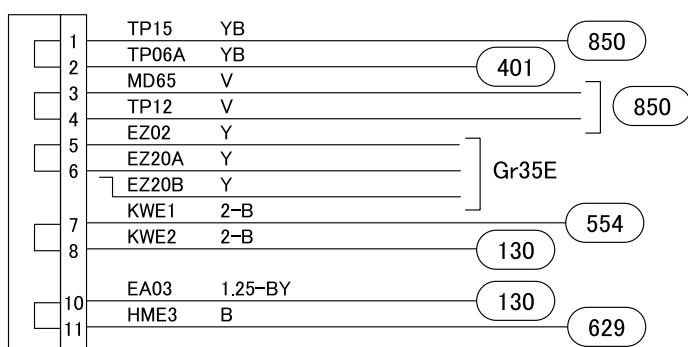 TP15 YB
1 850
TP06A YB
2 401
MD65 V
3
TP12 V 850
4
EZ02 Y
5
EZ20A Y Gr35E
6
EZ20B Y
KWE1 2-B
7 554
KWE2 2-B
8 130
EA03 1.25-BY
10 130
HME3 B
11 629